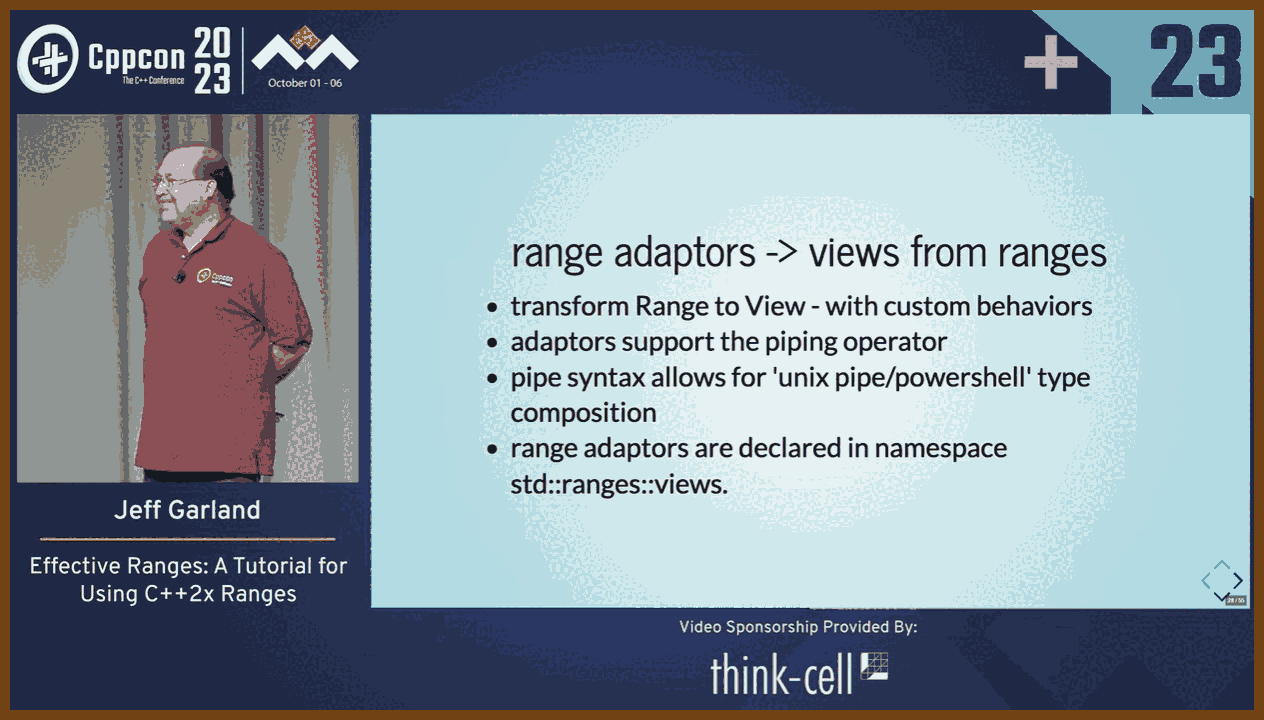 Cppcon
The C++ Conference
20
23
October 01 - 06
23
Cppcon
range adaptors -> views from ranges
• transform Range to View - with custom behaviors
• adaptors support the piping operator
• pipe syntax allows for 'unix pipe/powershell' type
composition
• range adaptors are declared in namespace
std::ranges::views.
Jeff Garland
Effective Ranges: A Tutorial for
Using C++2x Ranges
Video Sponsorship Provided By:
think-cell